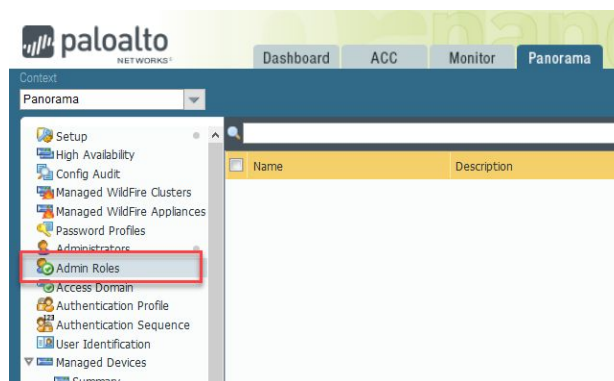 paloalto
NETWORKS
Dashboard ACC Monitor Panorama
Context
Panorama
Setup
High Availability
Config Audit
Managed WildFire Clusters
Managed WildFire Appliances
Password Profiles
Administrators
Admin Roles
Access Domain
Authentication Profile
Authentication Sequence
User Identification
Managed Devices
Summary
Name Description